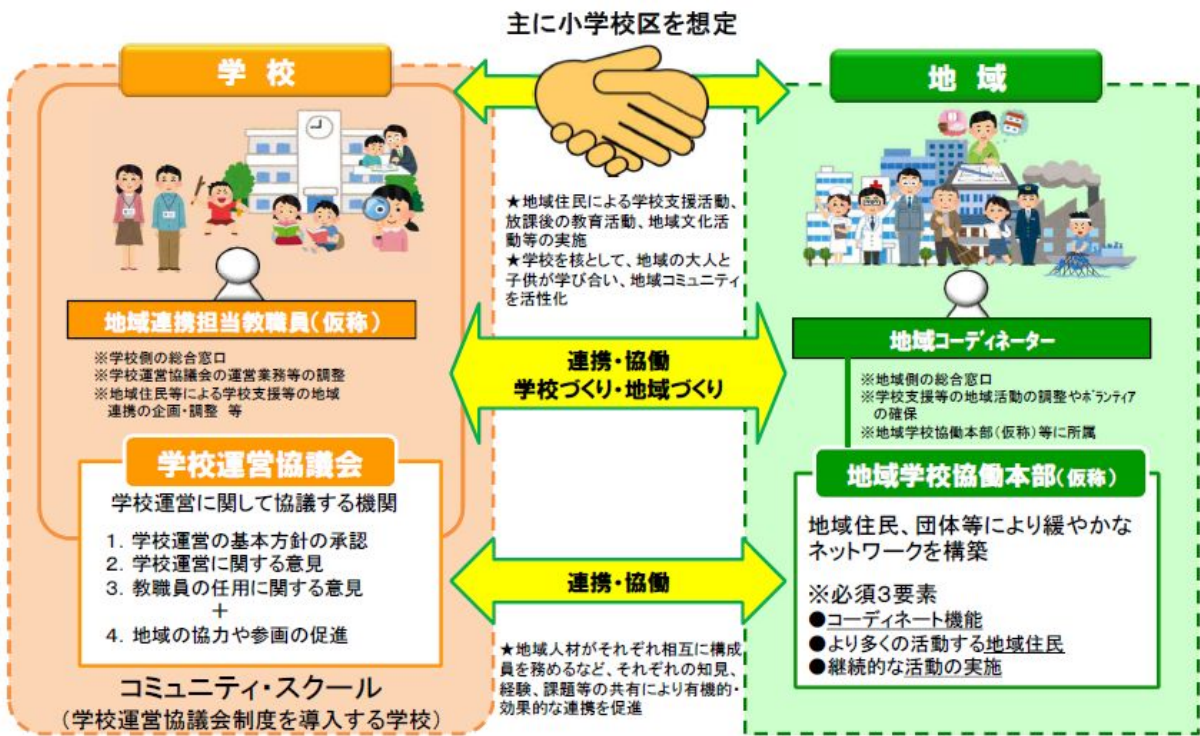 主に小学校区を想定
学校
地域
★地域住民による学校支援活動、
放課後の教育活動、地域文化活
動等の実施
★学校を核として、地域の大人と
子供が学び合い、地域コミュニティ
を活性化
地域連携担当教職員(仮称)
※学校側の総合窓口
※学校運営協議会の運営業務等の調整
※地域住民等による学校支援等の地域
連携の企画・調整 等
連携・協働
学校づくり・地域づくり
地域コーディネーター
※地域側の総合窓口
※学校支援等の地域活動の調整やボランティア
の確保
※地域学校協働本部(仮称)等に所属
学校運営協議会
学校運営に関して協議する機関
1. 学校運営の基本方針の承認
2. 学校運営に関する意見
3. 教職員の任用に関する意見
+
4. 地域の協力や参画の促進
コミュニティ・スクール
(学校運営協議会制度を導入する学校)
連携・協働
★地域人材がそれぞれ相互に構成
員を務めるなど、それぞれの知見、
経験、課題等の共有により有機的・
効果的な連携を促進
地域学校協働本部(仮称)
地域住民、団体等により緩やかな
ネットワークを構築
※必須3要素
●コーディネート機能
●より多くの活動する地域住民
●継続的な活動の実施